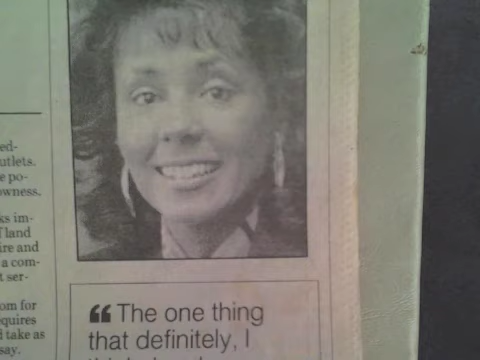 ed-
utlets.
e po-
owness.
ks im-
land
ire and
a com-
t ser-
om for
quires
d take as
say.
“ The one thing
that definitely, I